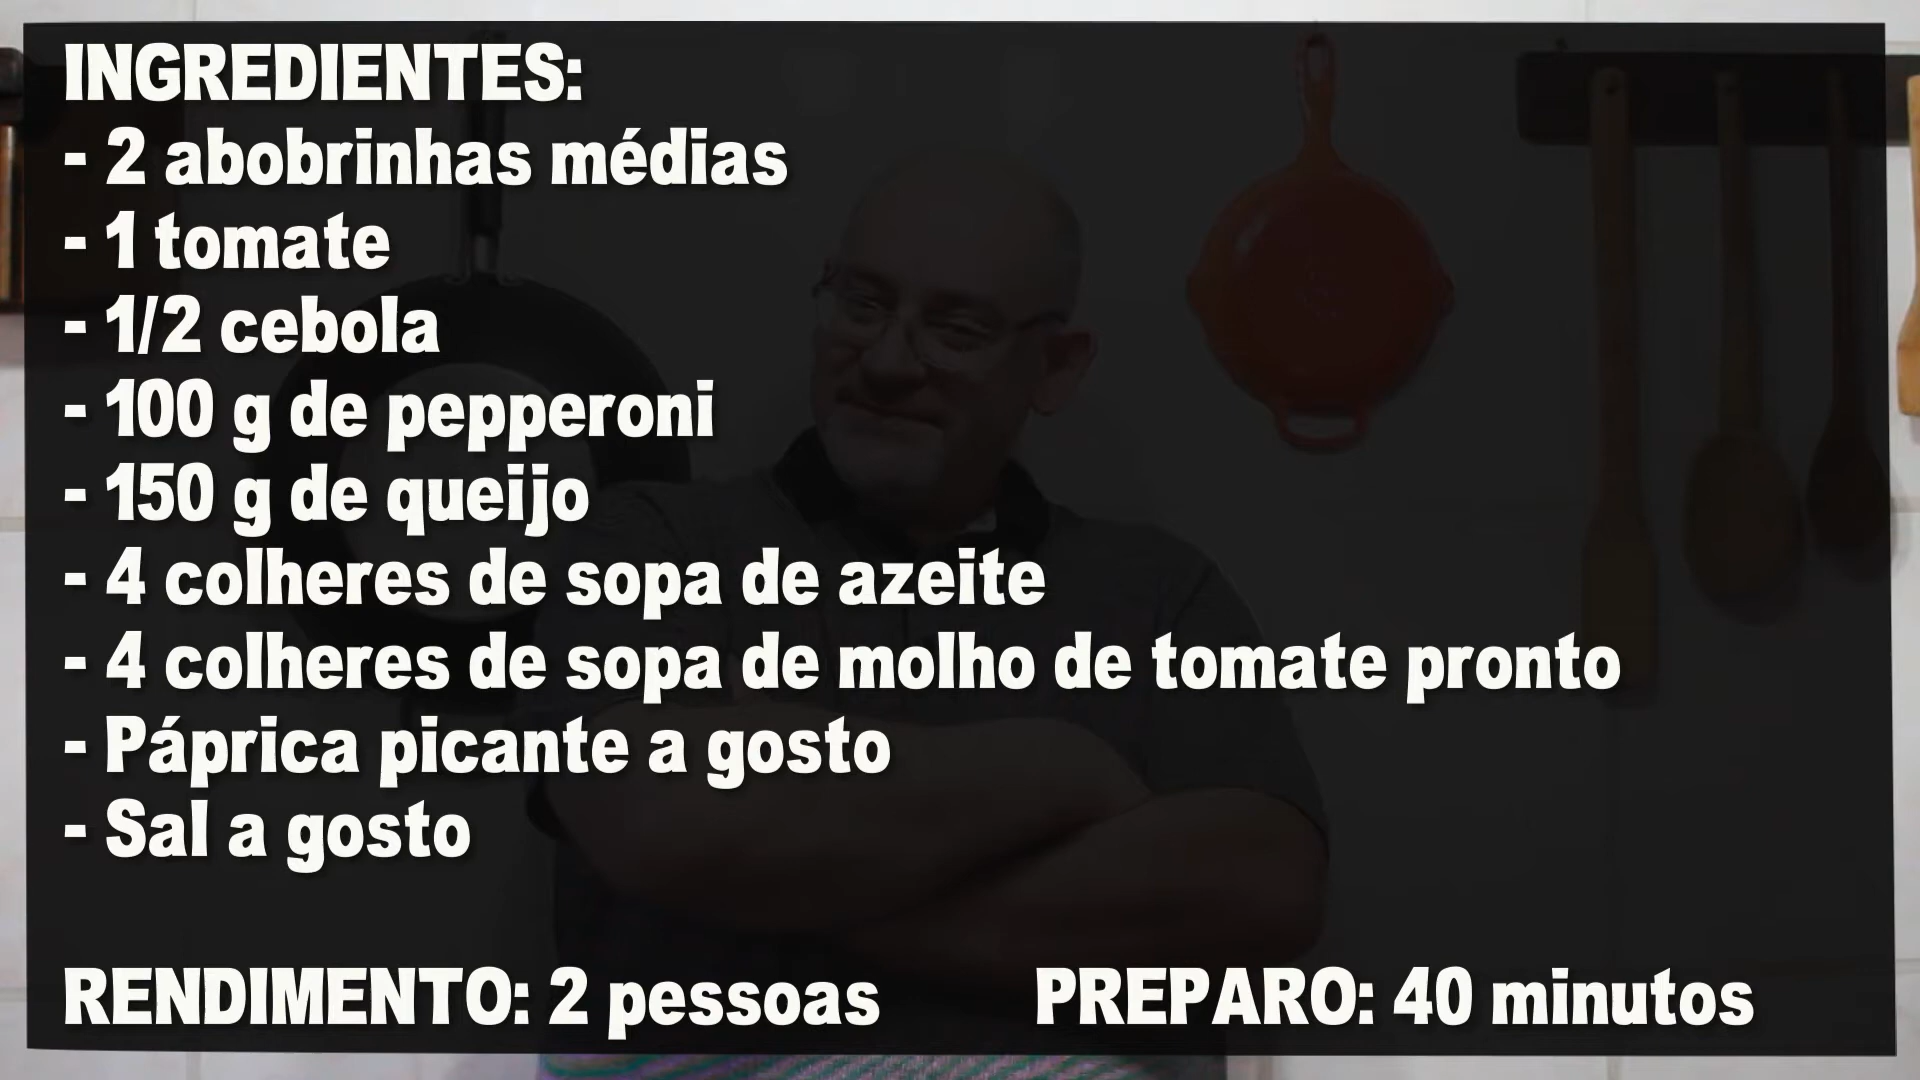 INGREDIENTES:
- 2 abobrinhas médias
- 1 tomate
- 1/2 cebola
- 100 g de pepperoni
- 150 g de queijo
- 4 colheres de sopa de azeite
- 4 colheres de sopa de molho de tomate pronto
- Páprica picante a gosto
- Sal a gosto
RENDIMENTO: 2 pessoas PREPARO: 40 minutos